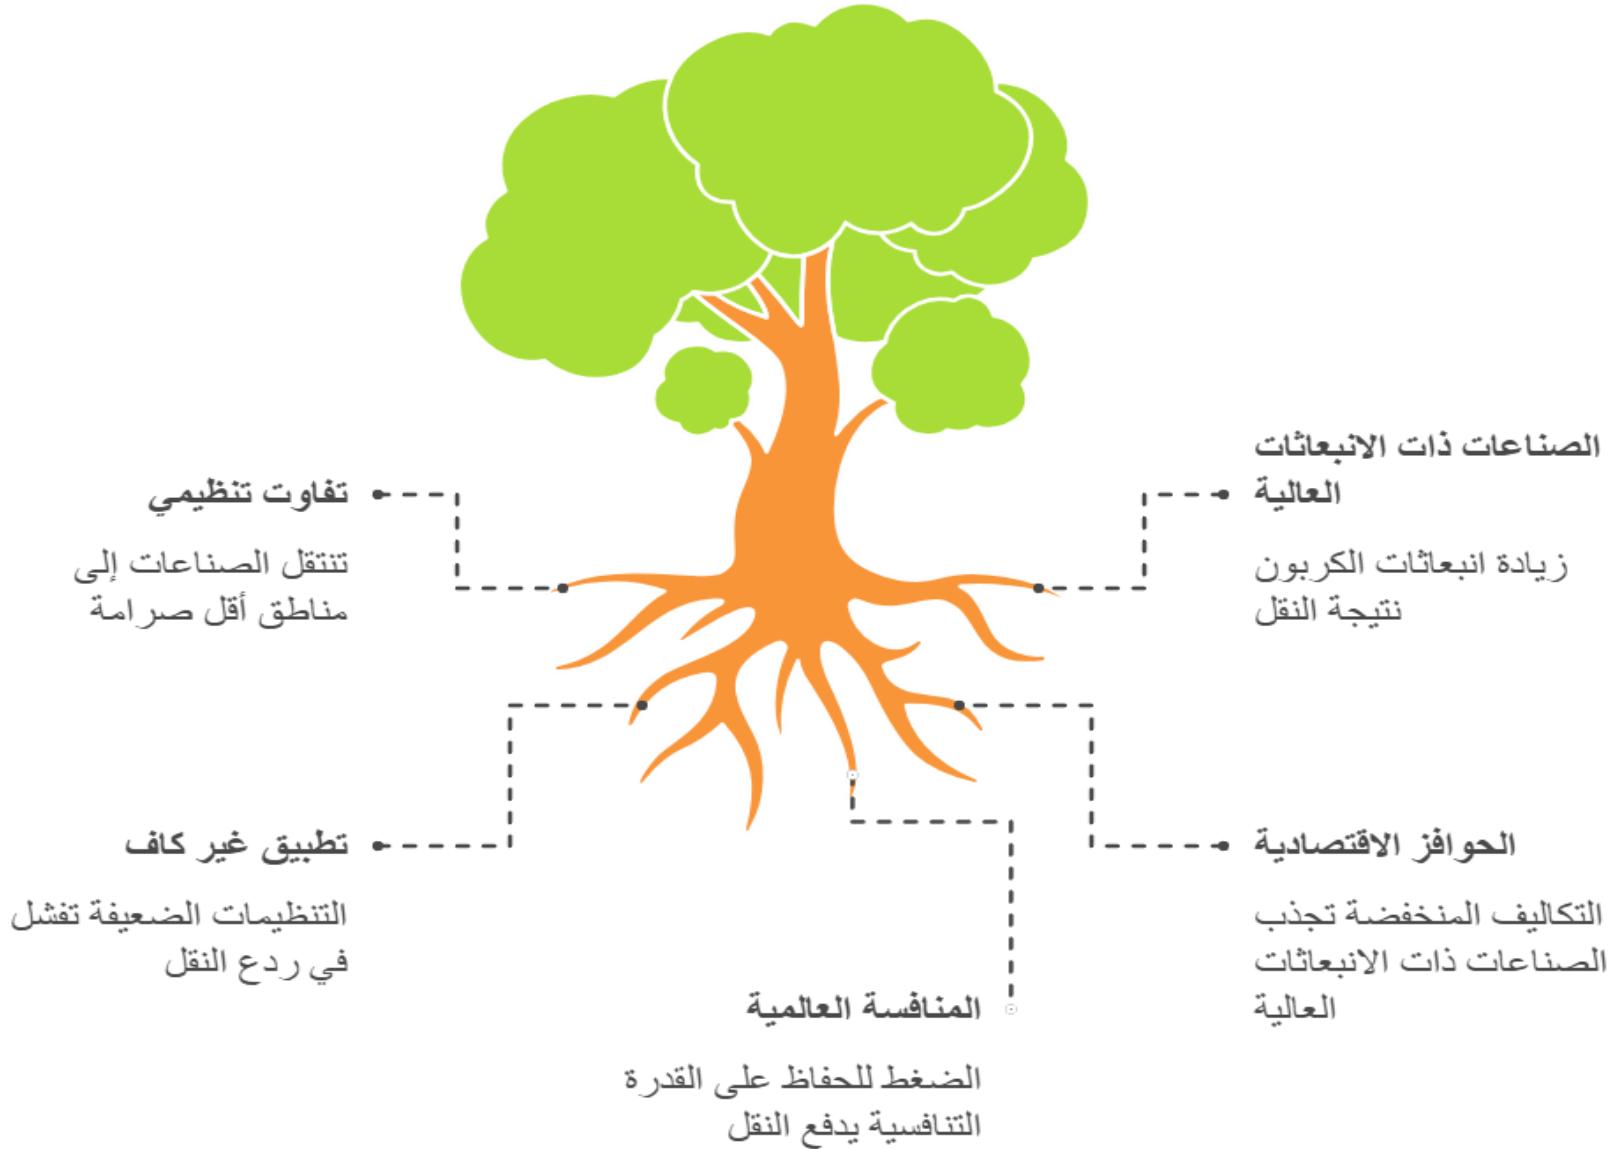 الصناعات ذات الانبعاثات
العالية
زيادة انبعاثات الكربون
نتيجة النقل
تفاوت تنظيمي
تنتقل الصناعات إلى
مناطق أقل صرامة
الحوافز الاقتصادية
التكاليف المنخفضة تجذب
الصناعات ذات الانبعاثات
العالية
تطبيق غير كاف
التنظيمات الضعيفة تفشل
في ردع النقل
المنافسة العالمية
الضغط للحفاظ على القدرة
التنافسية يدفع النقل